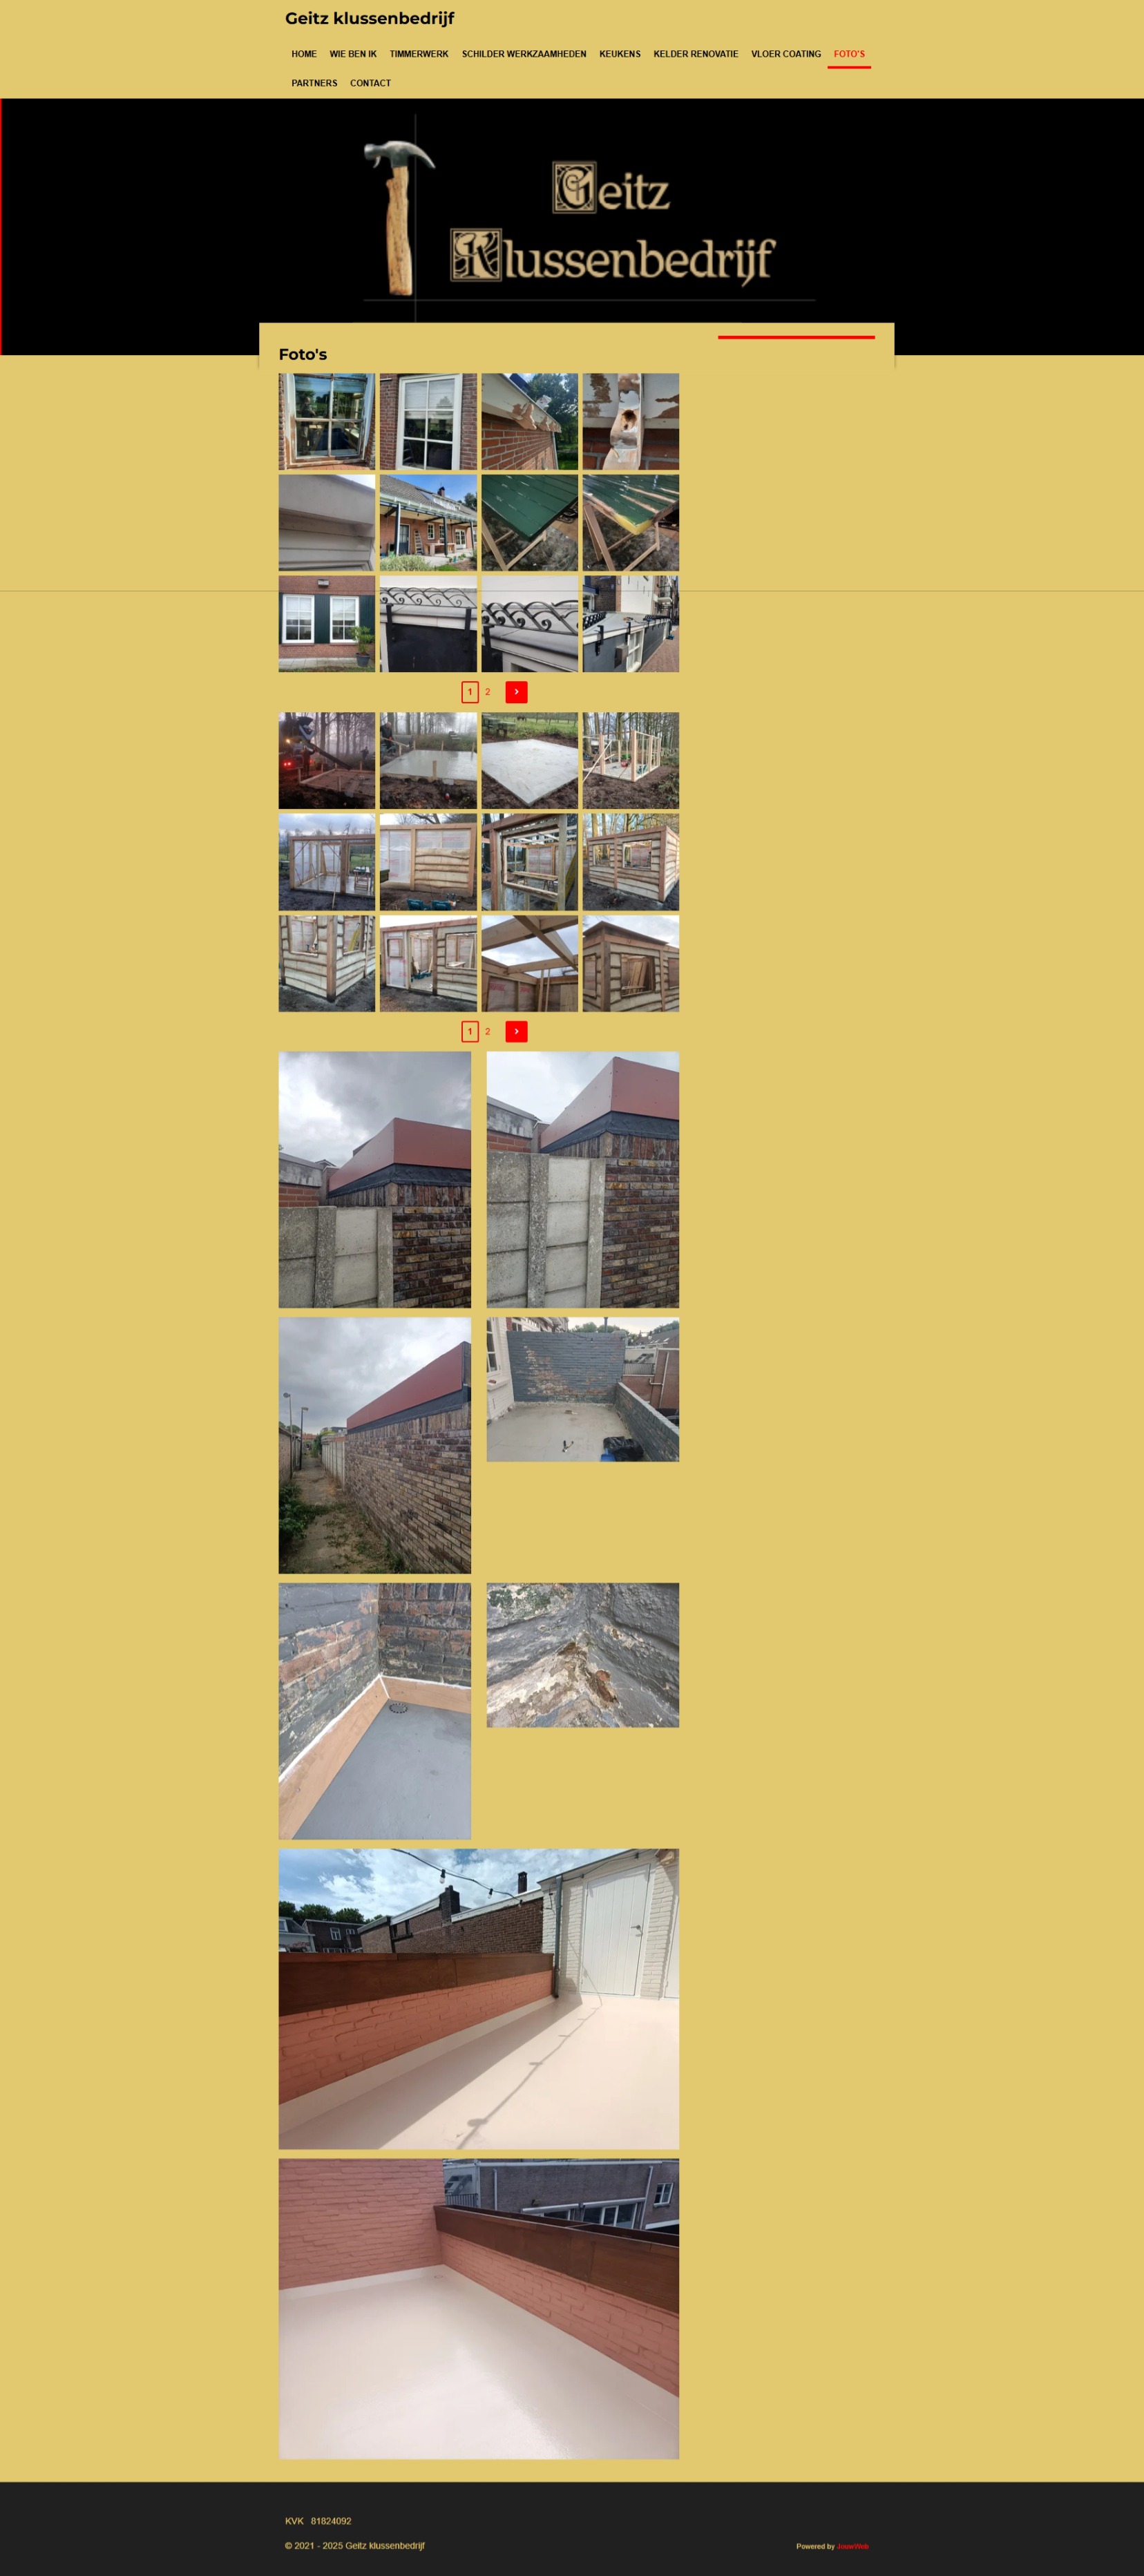 Geitz klussenbedrijf
HOME WIE BEN IK TIMMERWERK SCHILDER WERKZAAMHEDEN KEUKENS KELDER RENOVATIE VLOER COATING FOTO'S
PARTNERS CONTACT
Geitz
Klussenbedrijf
Foto's
1 2
1 2
KVK 81824092
© 2021 - 2025 Geitz klussenbedrijf
Powered by JouwWeb